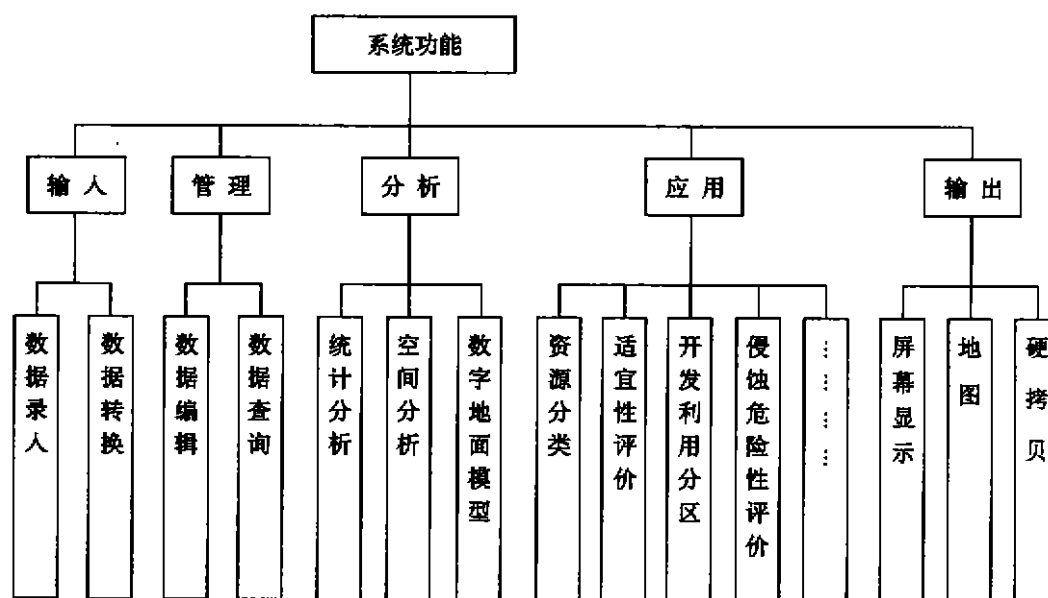 系统功能
输入
管理
分析
应用
输出
数据录入
数据转换
数据编辑
数据查询
统计分析
空间分析
数字地面模型
资源分类
适宜性评价
开发利用分区
侵蚀危险性评价
⋮⋮⋮⋮
屏幕显示
地图
硬拷贝